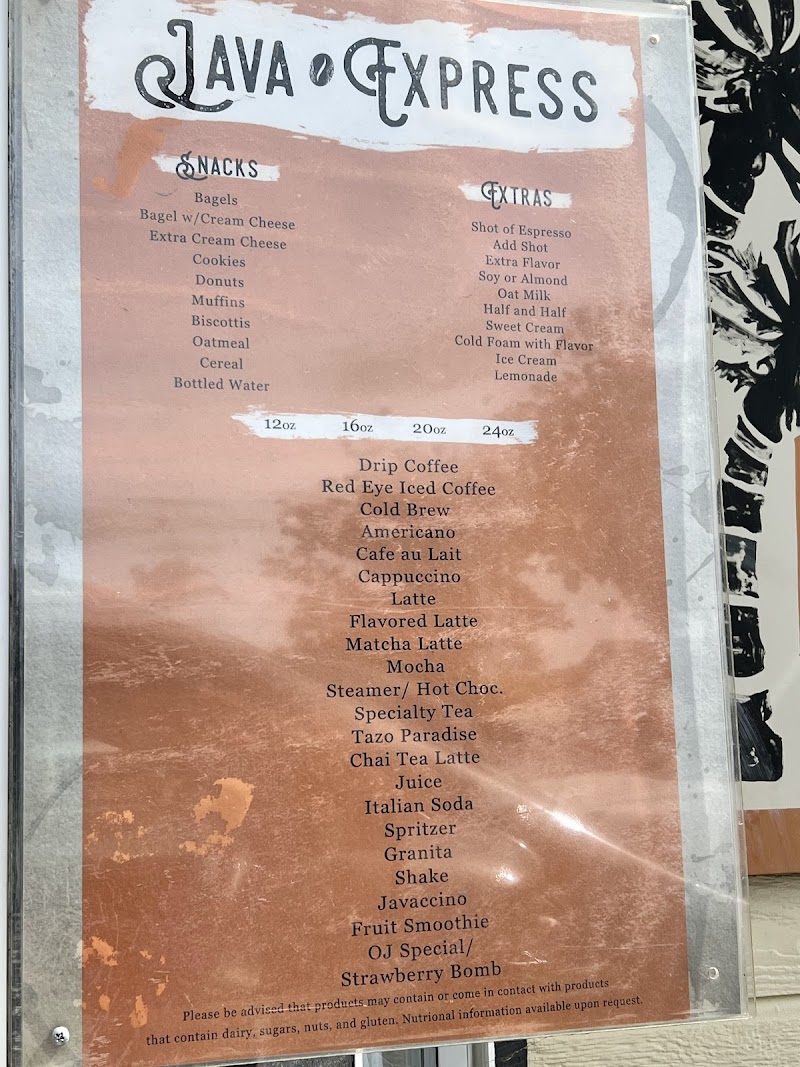 JAVA EXPRESS
SNACKS
Bagels
Bagel w/Cream Cheese
Extra Cream Cheese
Cookies
Donuts
Muffins
Biscottis
Oatmeal
Cereal
Bottled Water
EXTRAS
Shot of Espresso
Add Shot
Extra Flavor
Soy or Almond
Oat Milk
Half and Half
Sweet Cream
Cold Foam with Flavor
Ice Cream
Lemonade
12oz 16oz 20oz 24oz
Drip Coffee
Red Eye Iced Coffee
Cold Brew
Americano
Cafe au Lait
Cappuccino
Latte
Flavored Latte
Matcha Latte
Mocha
Steamer/ Hot Choc.
Specialty Tea
Tazo Paradise
Chai Tea Latte
Juice
Italian Soda
Spritzer
Granita
Shake
Javaccino
Fruit Smoothie
OJ Special/
Strawberry Bomb
Please be advised that products may contain or come in contact with products
that contain dairy, sugars, nuts, and gluten. Nutrional information available upon request.